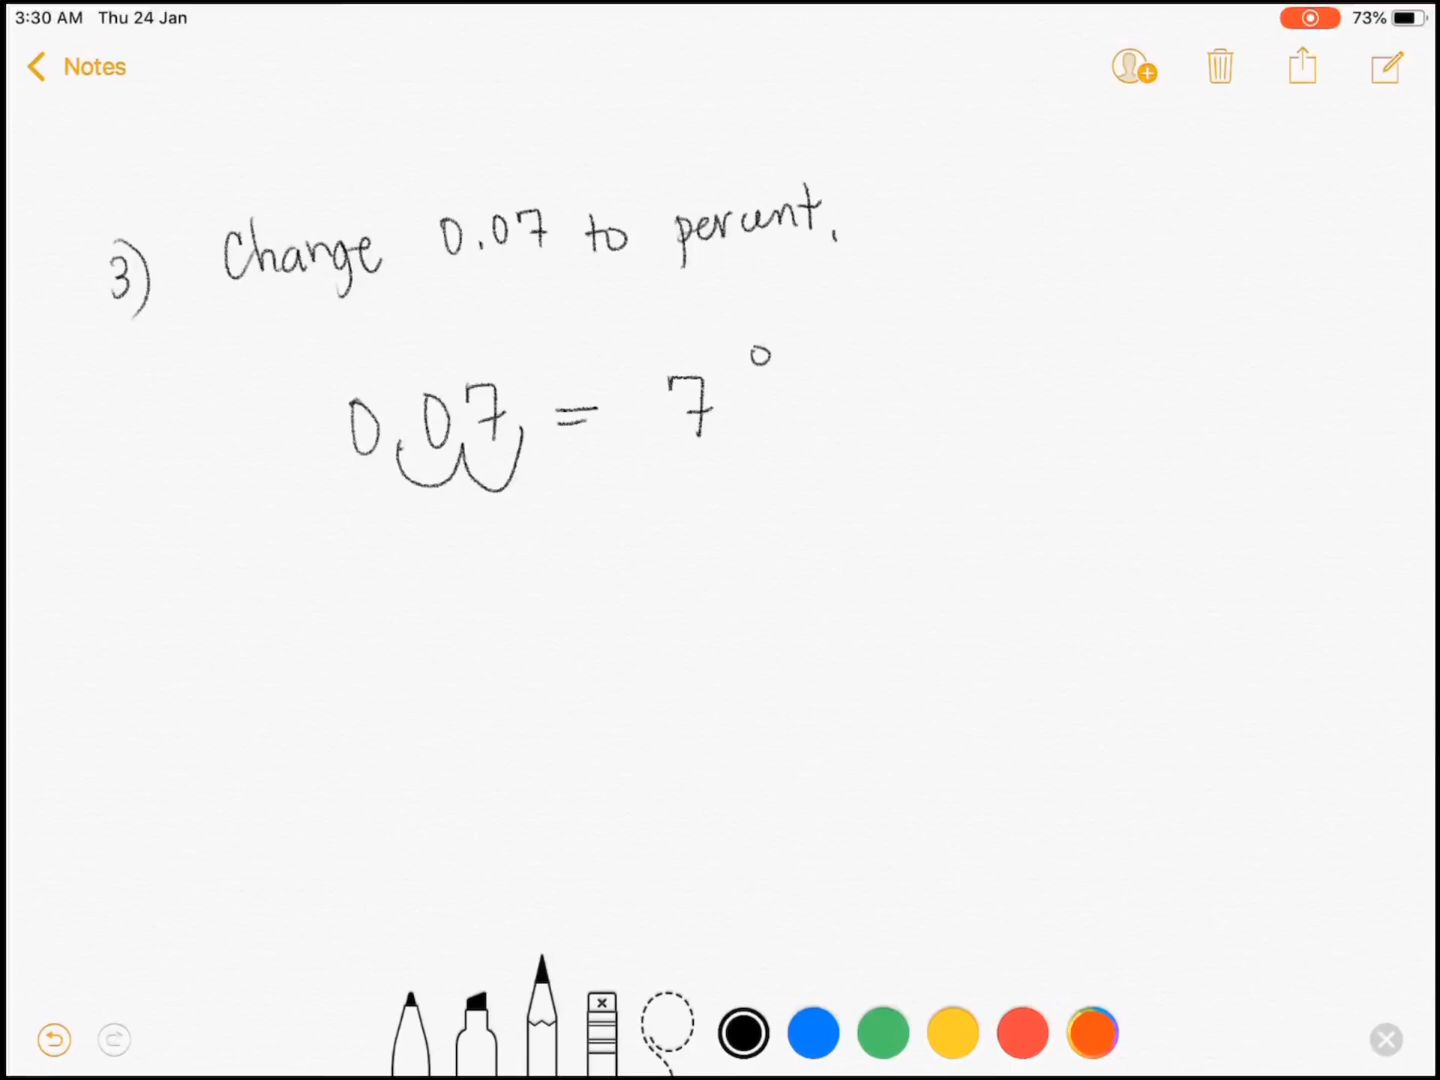 3:30 AM Thu 24 Jan 73%
Notes
3) Change 0.07 to percent.
0.07 = 7 °